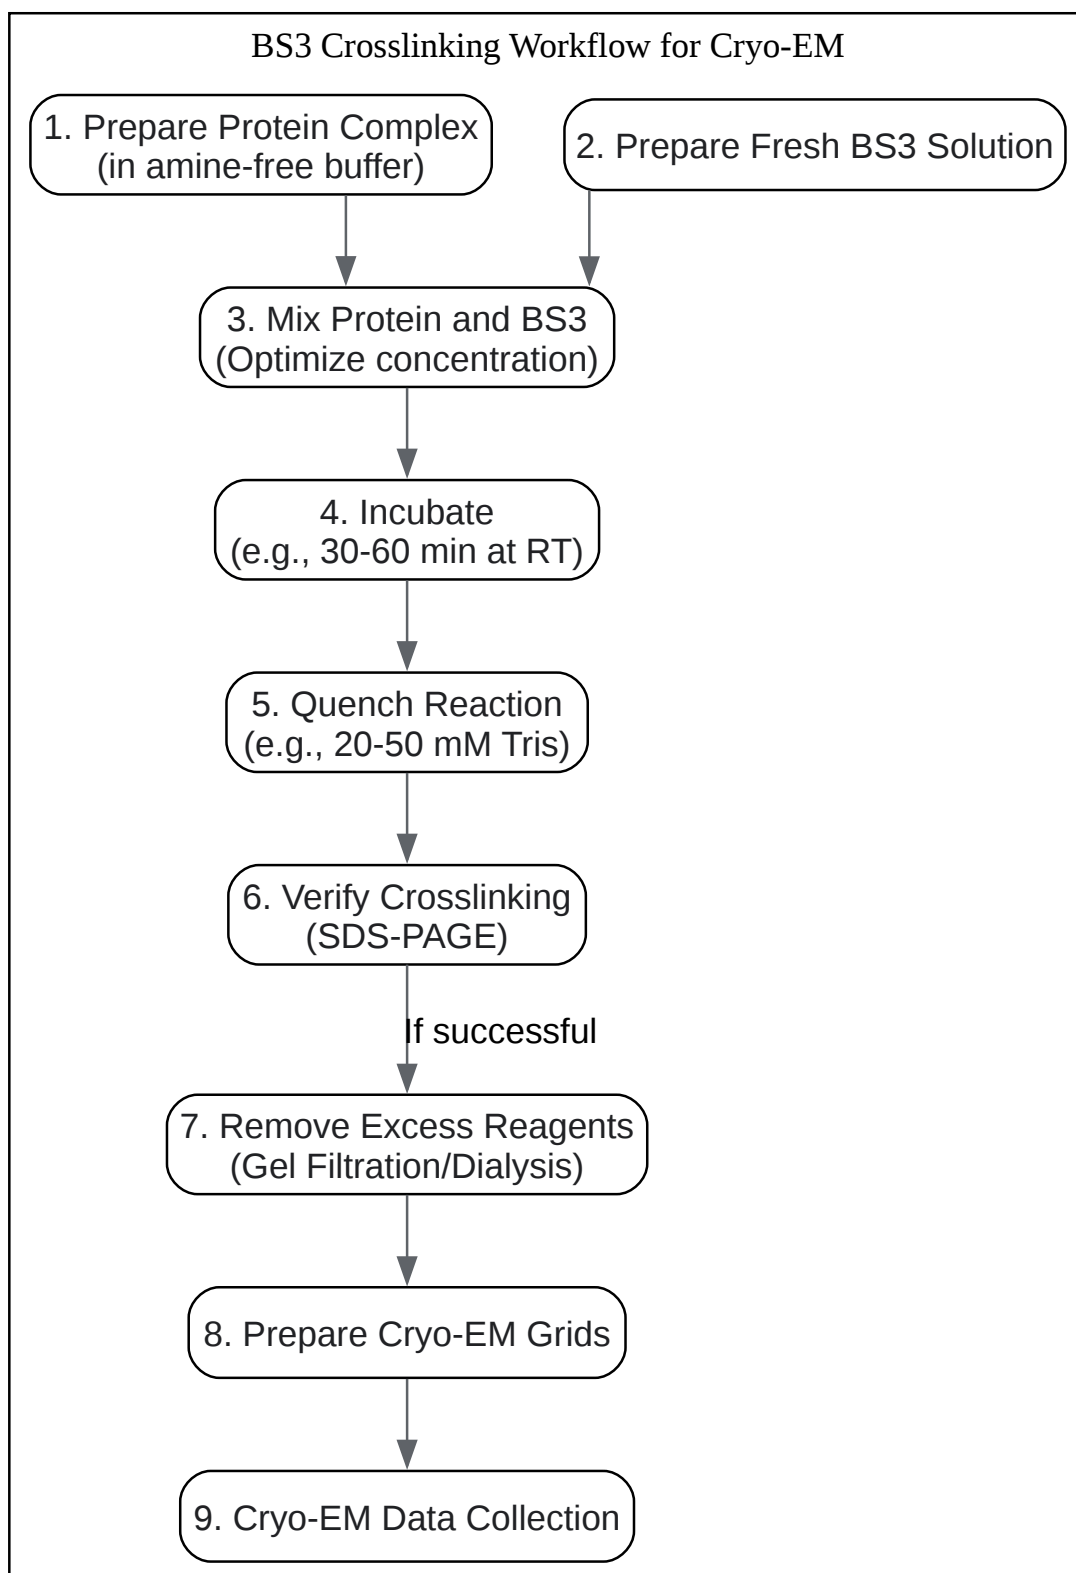 BS3 Crosslinking Workflow for Cryo-EM
1. Prepare Protein Complex
(in amine-free buffer)
2. Prepare Fresh BS3 Solution
3. Mix Protein and BS3
(Optimize concentration)
4. Incubate
(e.g., 30-60 min at RT)
5. Quench Reaction
(e.g., 20-50 mM Tris)
6. Verify Crosslinking
(SDS-PAGE)
If successful
7. Remove Excess Reagents
(Gel Filtration/Dialysis)
8. Prepare Cryo-EM Grids
9. Cryo-EM Data Collection